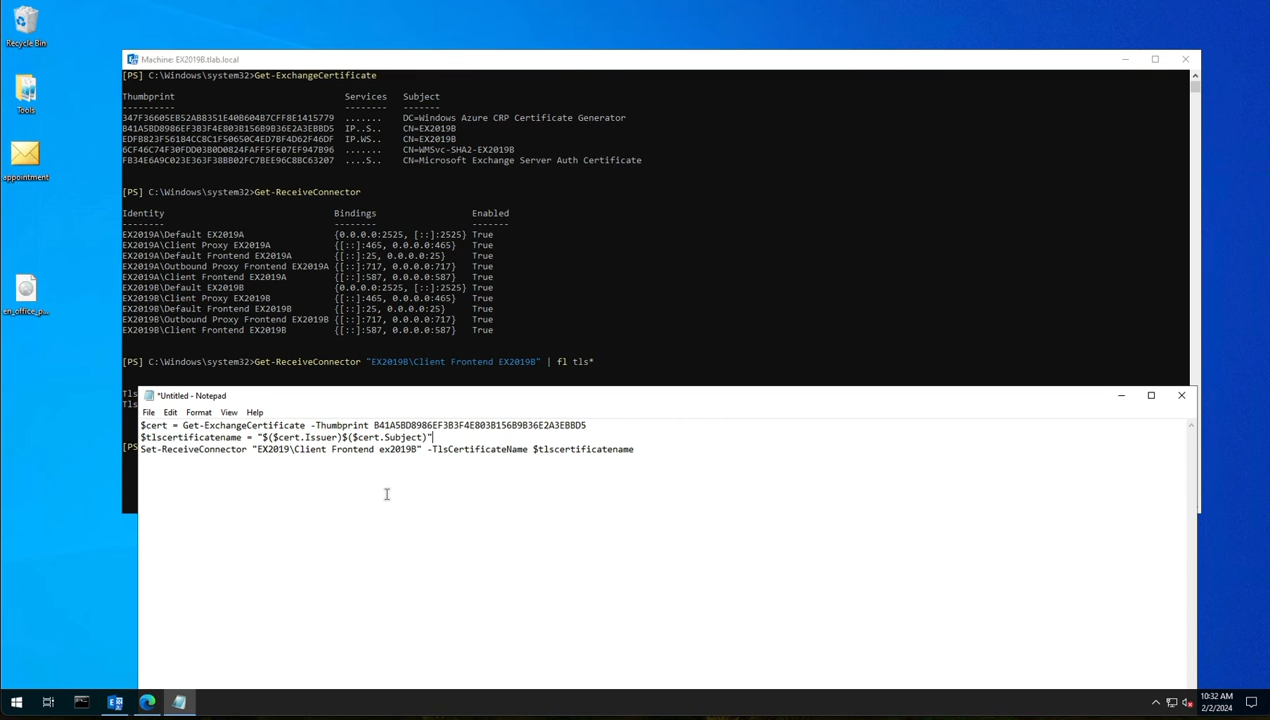 Recycle Bin
Tools
appointment
en_office_p...
Machine: EX2019B.tlab.local
[PS] C:\Windows\system32>Get-ExchangeCertificate
Thumbprint Services Subject
---------- -------- -------
347F36605EB52AB8351E40B604B7CFF8E1415779 ....... DC=Windows Azure CRP Certificate Generator
B41A5BD8986EF3B3F4E803B156B9B36E2A3EBBD5 IP..S.. CN=EX2019B
EDFB823F56184CC8C1F50650C4ED7BF4D62F46DF IP.WS.. CN=EX2019B
6CF46C74F30FDD03B0D0824FAFF5FE07EF947B96 ....... CN=WMSvc-SHA2-EX2019B
FB34E6A9C023E363F38BB02FC7BEE96C8BC63207 ....S.. CN=Microsoft Exchange Server Auth Certificate
[PS] C:\Windows\system32>Get-ReceiveConnector
Identity Bindings Enabled
-------- -------- -------
EX2019A\Default EX2019A {0.0.0.0:2525, [::]:2525} True
EX2019A\Client Proxy EX2019A {[::]:465, 0.0.0.0:465} True
EX2019A\Default Frontend EX2019A {[::]:25, 0.0.0.0:25} True
EX2019A\Outbound Proxy Frontend EX2019A {[::]:717, 0.0.0.0:717} True
EX2019A\Client Frontend EX2019A {[::]:587, 0.0.0.0:587} True
EX2019B\Default EX2019B {0.0.0.0:2525, [::]:2525} True
EX2019B\Client Proxy EX2019B {[::]:465, 0.0.0.0:465} True
EX2019B\Default Frontend EX2019B {[::]:25, 0.0.0.0:25} True
EX2019B\Outbound Proxy Frontend EX2019B {[::]:717, 0.0.0.0:717} True
EX2019B\Client Frontend EX2019B {[::]:587, 0.0.0.0:587} True
[PS] C:\Windows\system32>Get-ReceiveConnector "EX2019B\Client Frontend EX2019B" | fl tls*
Tls
Tls
[PS
*Untitled - Notepad
File Edit Format View Help
$cert = Get-ExchangeCertificate -Thumbprint B41A5BD8986EF3B3F4E803B156B9B36E2A3EBBD5
$tlscertificatename = "<i>$($cert.Issuer)<s>$($cert.Subject)"
Set-ReceiveConnector "EX2019\Client Frontend ex2019B" -TlsCertificateName $tlscertificatename
10:32 AM
2/2/2024